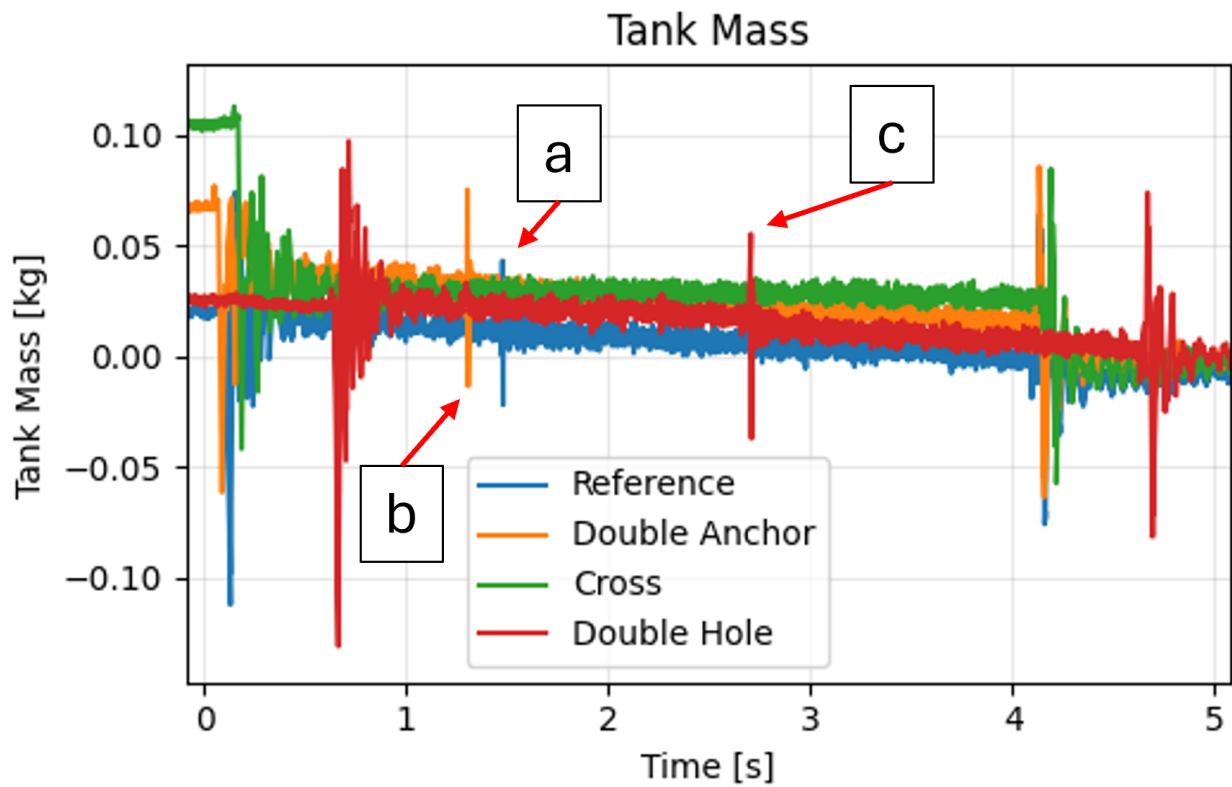 Tank Mass
a
c
b
0.10
0.05
0.00
−0.05
−0.10
Tank Mass [kg]
Reference
Double Anchor
Cross
Double Hole
0 1 2 3 4 5
Time [s]